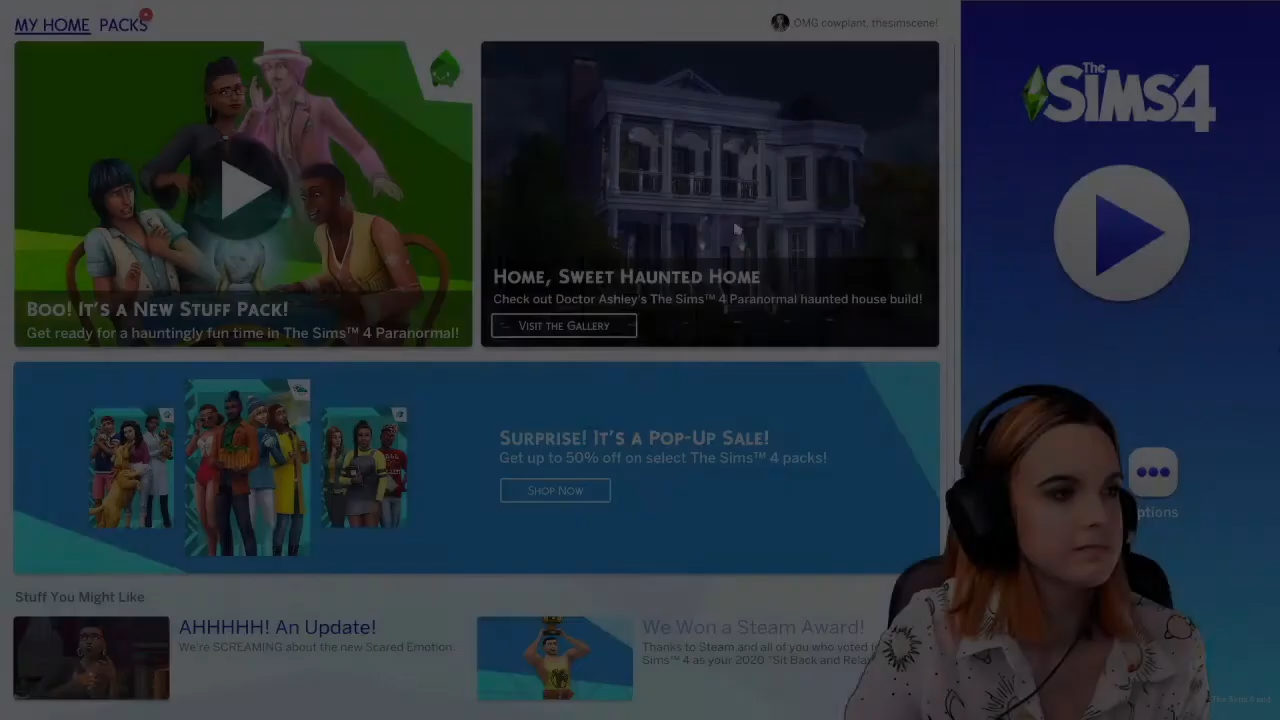 MY HOME PACKS
OMG cowplant, thesimscene!
The Sims 4
Boo! It's a New Stuff Pack!
Get ready for a hauntingly fun time in The Sims™ 4 Paranormal!
Home, Sweet Haunted Home
Check out Doctor Ashley's The Sims™ 4 Paranormal haunted house build!
Visit the Gallery
Surprise! It's a Pop-Up Sale!
Get up to 50% off on select The Sims™ 4 packs!
Shop Now
ptions
Stuff You Might Like
AHHHHH! An Update!
We're SCREAMING about the new Scared Emotion.
We Won a Steam Award!
Thanks to Steam and all of you who voted
Sims™ 4 as your 2020 "Sit Back and Rela